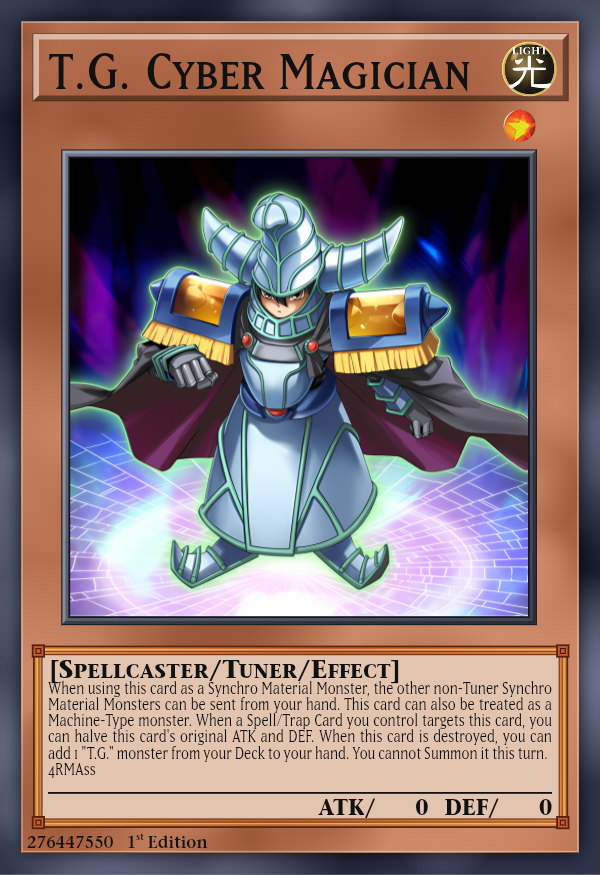 T.G. Cyber Magician
LIGHT
光
[Spellcaster/Tuner/Effect]
When using this card as a Synchro Material Monster, the other non-Tuner Synchro
Material Monsters can be sent from your hand. This card can also be treated as a
Machine-Type monster. When a Spell/Trap Card you control targets this card, you
can halve this card's original ATK and DEF. When this card is destroyed, you can
add 1 "T.G." monster from your Deck to your hand. You cannot Summon it this turn.
4RMAss
ATK/ 0 DEF/ 0
276447550 1st Edition